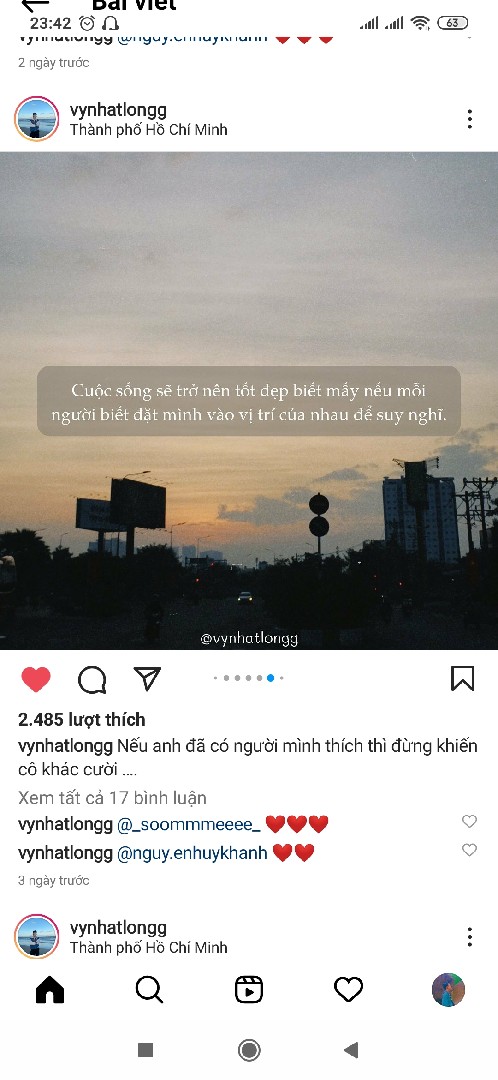 Bài viết
23:42
63
vynhatlongg @nguy.enhuykhanh ❤️❤️❤️
2 ngày trước
vynhatlongg
Thành phố Hồ Chí Minh
Cuộc sống sẽ trở nên tốt đẹp biết mấy nếu mỗi
người biết đặt mình vào vị trí của nhau để suy nghĩ.
@vynhatlongg
2.485 lượt thích
vynhatlongg Nếu anh đã có người mình thích thì đừng khiến
cô khác cười ....
Xem tất cả 17 bình luận
vynhatlongg @_soommmeeee_ ❤️❤️❤️
vynhatlongg @nguy.enhuykhanh ❤️❤️
3 ngày trước
vynhatlongg
Thành phố Hồ Chí Minh